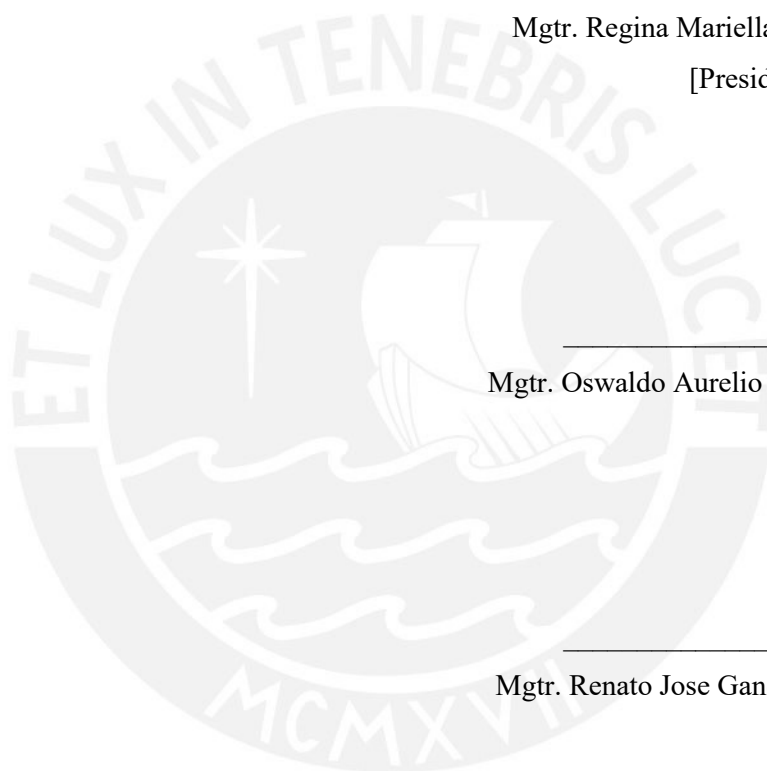 Mgtr. Regina Mariella
[Presid
ET LUX IN TENEBRIS LUCET
Mgtr. Oswaldo Aurelio
Mgtr. Renato Jose Gan
MCMXVII